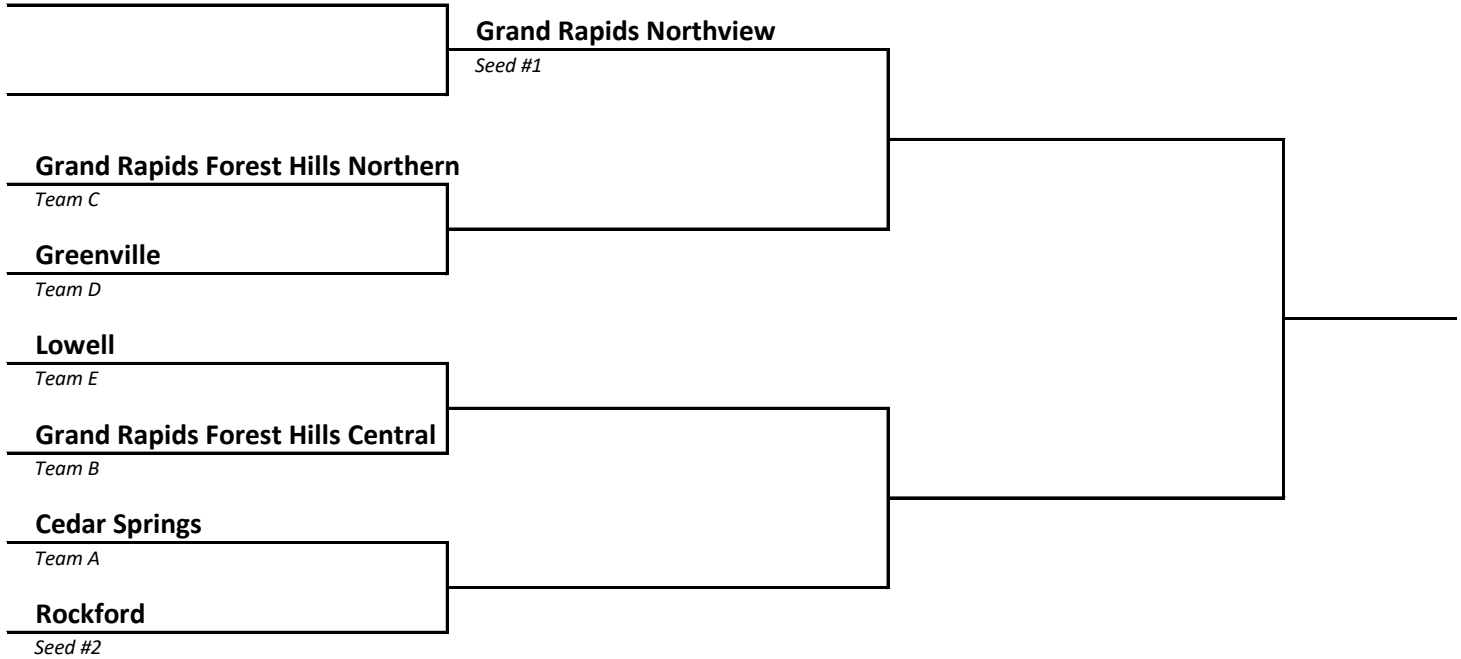 Grand Rapids Northview
Seed #1
Grand Rapids Forest Hills Northern
Team C
Greenville
Team D
Lowell
Team E
Grand Rapids Forest Hills Central
Team B
Cedar Springs
Team A
Rockford
Seed #2